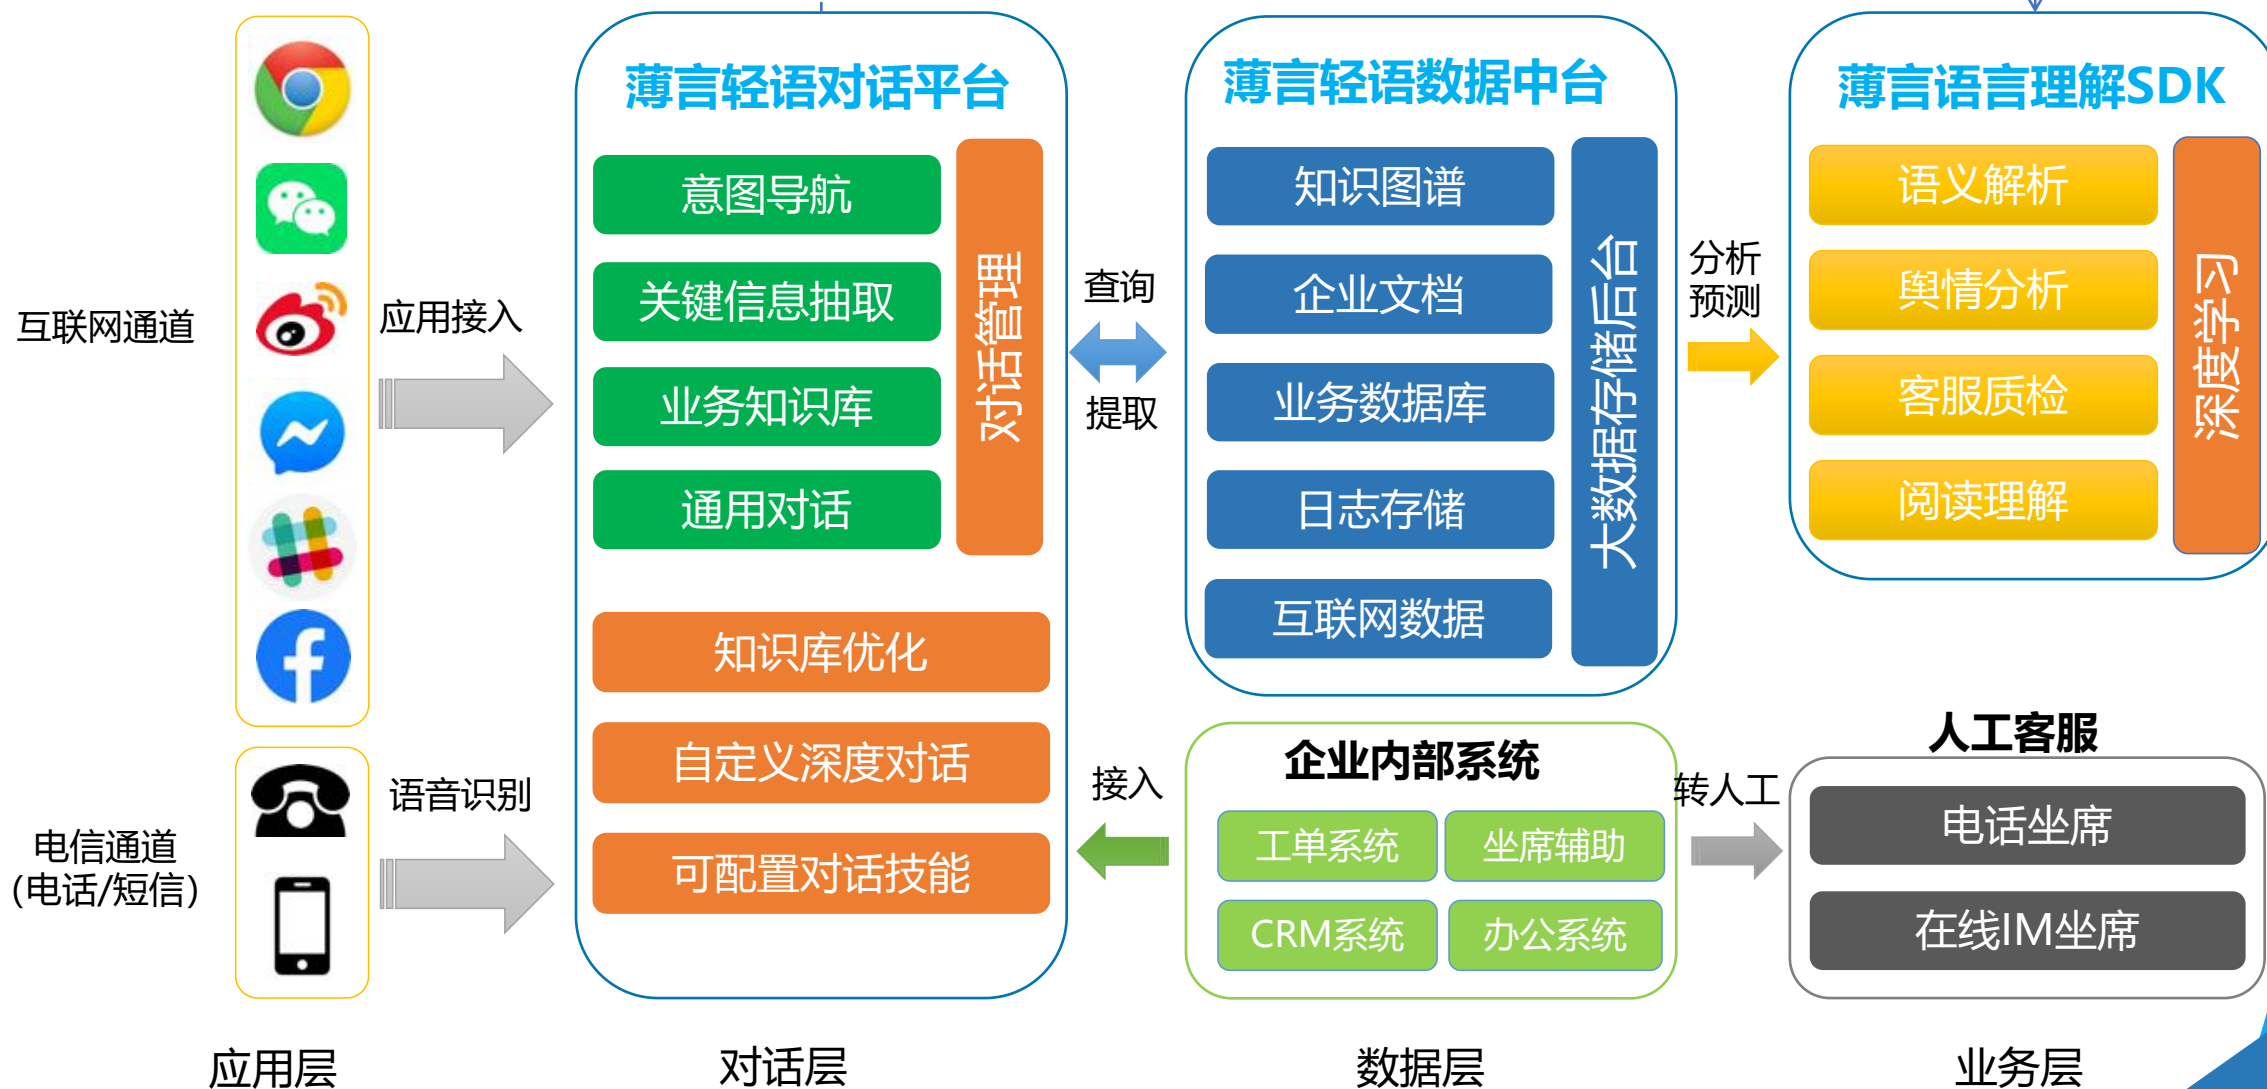 互联网通道
电信通道
(电话/短信)
应用接入
语音识别
薄言轻语对话平台
意图导航
关键信息抽取
业务知识库
通用对话
对话管理
知识库优化
自定义深度对话
可配置对话技能
查询
提取
接入
薄言轻语数据中台
知识图谱
企业文档
业务数据库
日志存储
互联网数据
大数据存储后台
企业内部系统
工单系统
坐席辅助
CRM系统
办公系统
分析
预测
转人工
薄言语言理解SDK
语义解析
舆情分析
客服质检
阅读理解
深度学习
人工客服
电话坐席
在线IM坐席
应用层
对话层
数据层
业务层